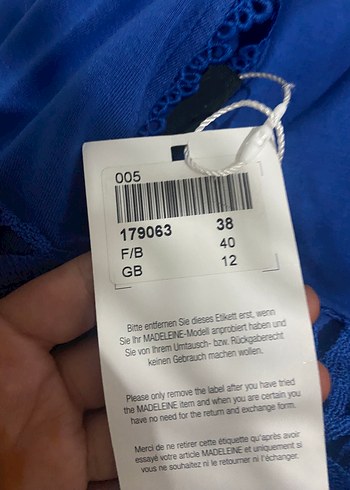 005
179063 38
F/B 40
GB 12
Bitte entfernen Sie dieses Etikett erst, wenn
Sie Ihr MADELEINE-Modell anprobiert haben und
Sie von Ihrem Umtausch- bzw. Rückgaberecht
keinen Gebrauch machen wollen.
Please only remove the label after you have tried
the MADELEINE item and when you are certain you
have no need for the return and exchange form.
Merci de ne retirer cette étiquette qu'après avoir
essayé votre article MADELEINE et uniquement si
vous ne souhaitez ni le retourner ni l'échanger.